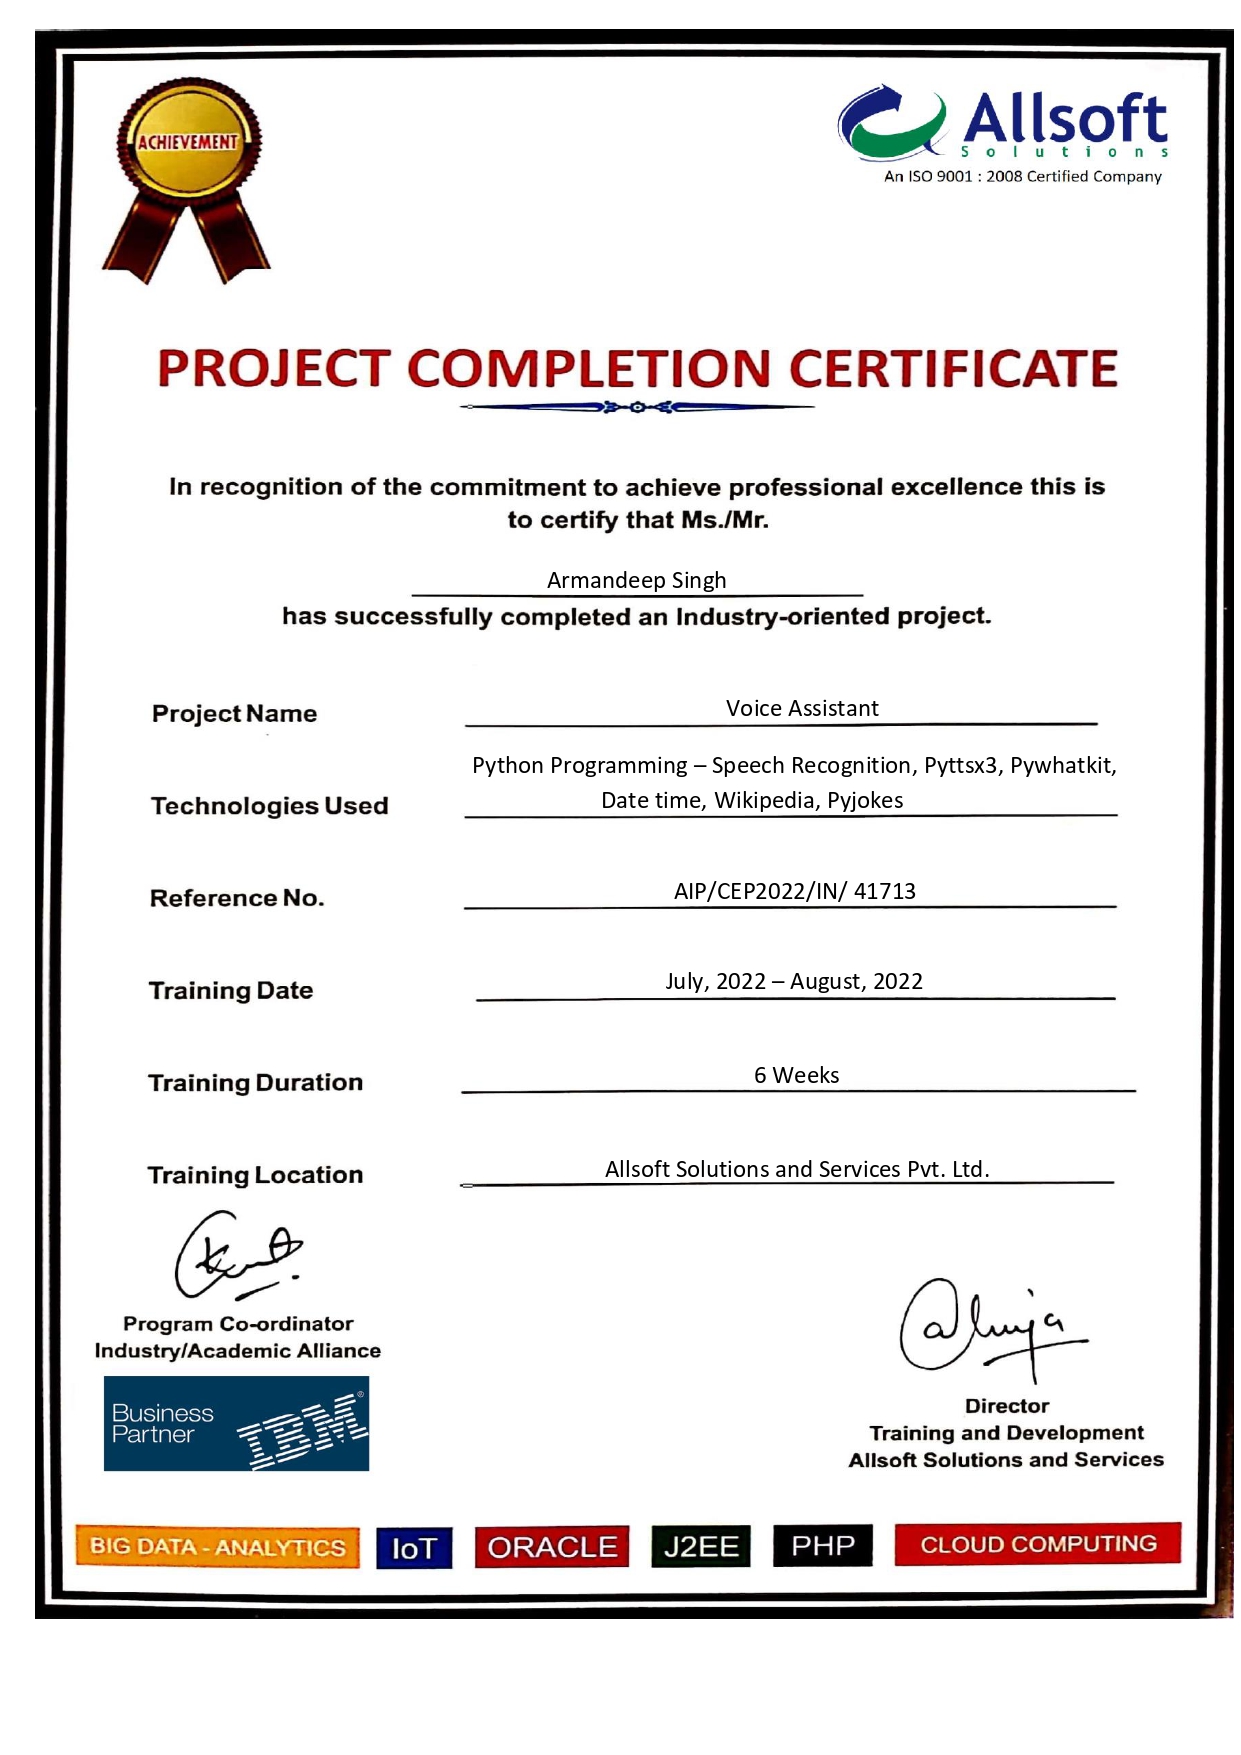 ACHIEVEMENT
Allsoft
Solutions
An ISO 9001 : 2008 Certified Company
PROJECT COMPLETION CERTIFICATE
In recognition of the commitment to achieve professional excellence this is
to certify that Ms./Mr.
Armandeep Singh
has successfully completed an Industry-oriented project.
Project Name Voice Assistant
Python Programming – Speech Recognition, Pyttsx3, Pywhatkit,
Technologies Used Date time, Wikipedia, Pyjokes
Reference No. AIP/CEP2022/IN/ 41713
Training Date July, 2022 – August, 2022
Training Duration 6 Weeks
Training Location Allsoft Solutions and Services Pvt. Ltd.
Program Co-ordinator
Industry/Academic Alliance
Business
Partner
IBM®
Ahuja
Director
Training and Development
Allsoft Solutions and Services
BIG DATA - ANALYTICS IoT ORACLE J2EE PHP CLOUD COMPUTING